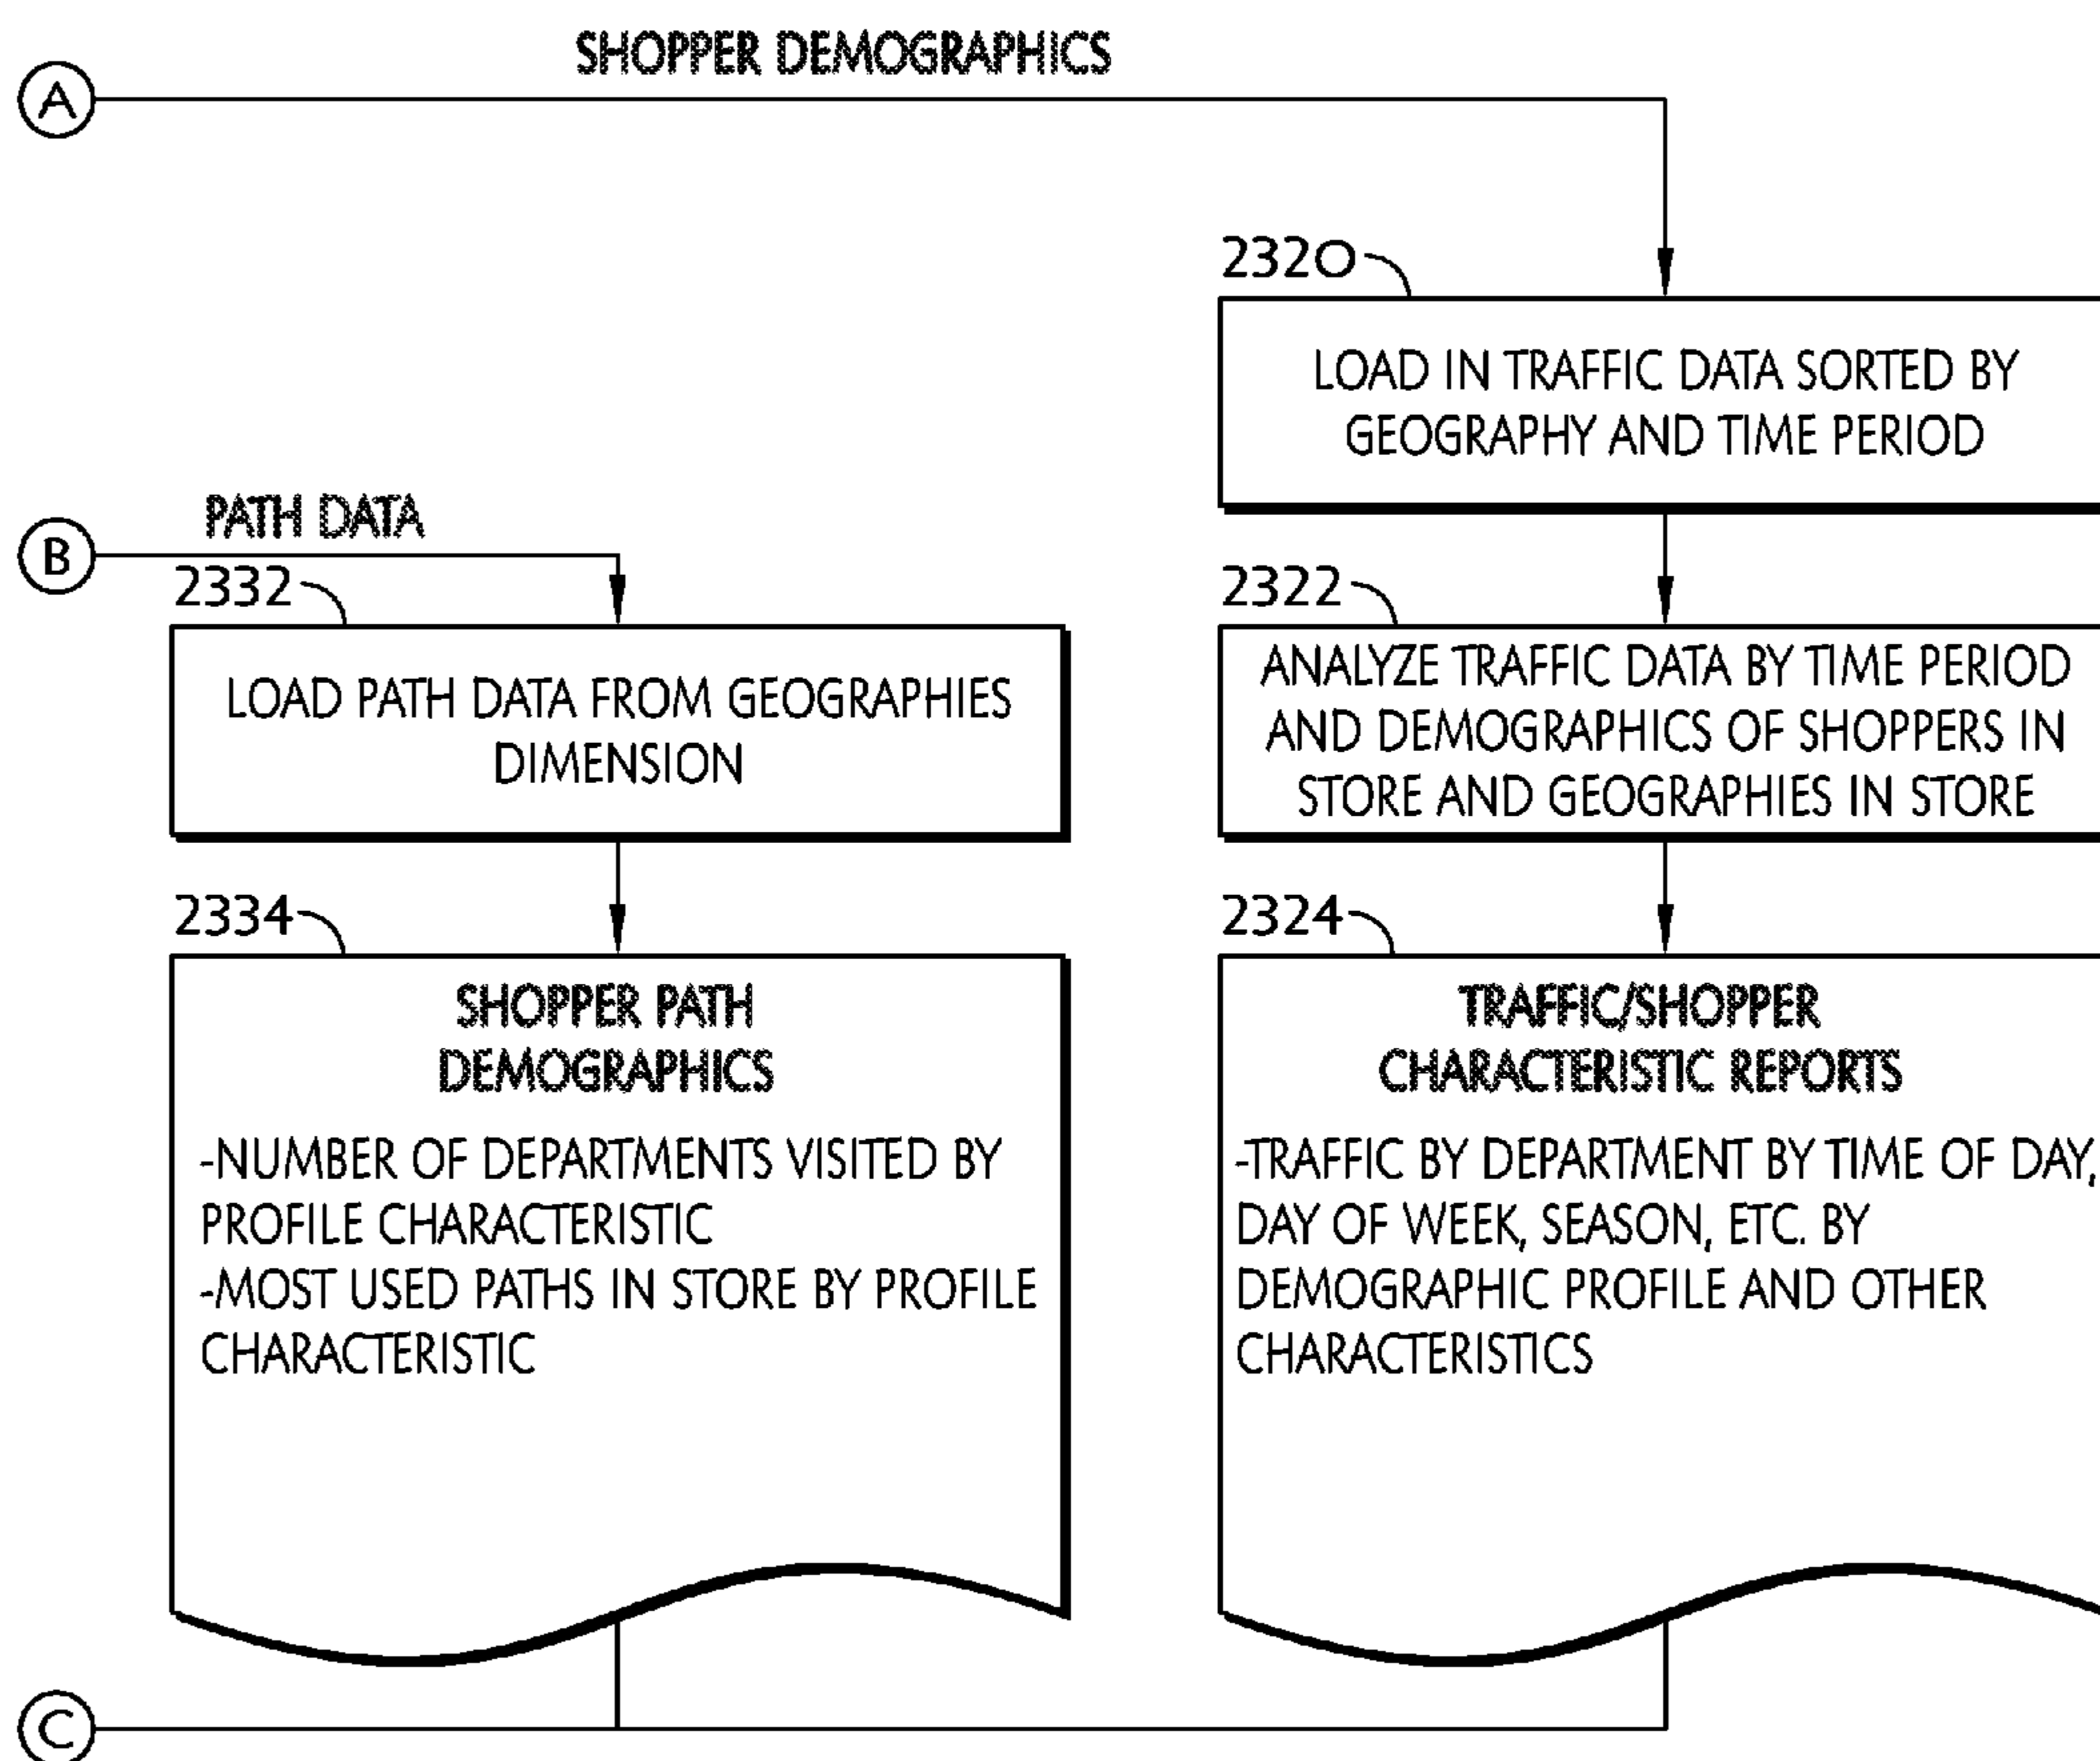 SHOPPER DEMOGRAPHICS
A
2320
LOAD IN TRAFFIC DATA SORTED BY
GEOGRAPHY AND TIME PERIOD
PATH DATA
B
2332
LOAD PATH DATA FROM GEOGRAPHIES
DIMENSION
2322
ANALYZE TRAFFIC DATA BY TIME PERIOD
AND DEMOGRAPHICS OF SHOPPERS IN
STORE AND GEOGRAPHIES IN STORE
2334
SHOPPER PATH
DEMOGRAPHICS
-NUMBER OF DEPARTMENTS VISITED BY
PROFILE CHARACTERISTIC
-MOST USED PATHS IN STORE BY PROFILE
CHARACTERISTIC
2324
TRAFFIC/SHOPPER
CHARACTERISTIC REPORTS
-TRAFFIC BY DEPARTMENT BY TIME OF DAY,
DAY OF WEEK, SEASON, ETC. BY
DEMOGRAPHIC PROFILE AND OTHER
CHARACTERISTICS
C